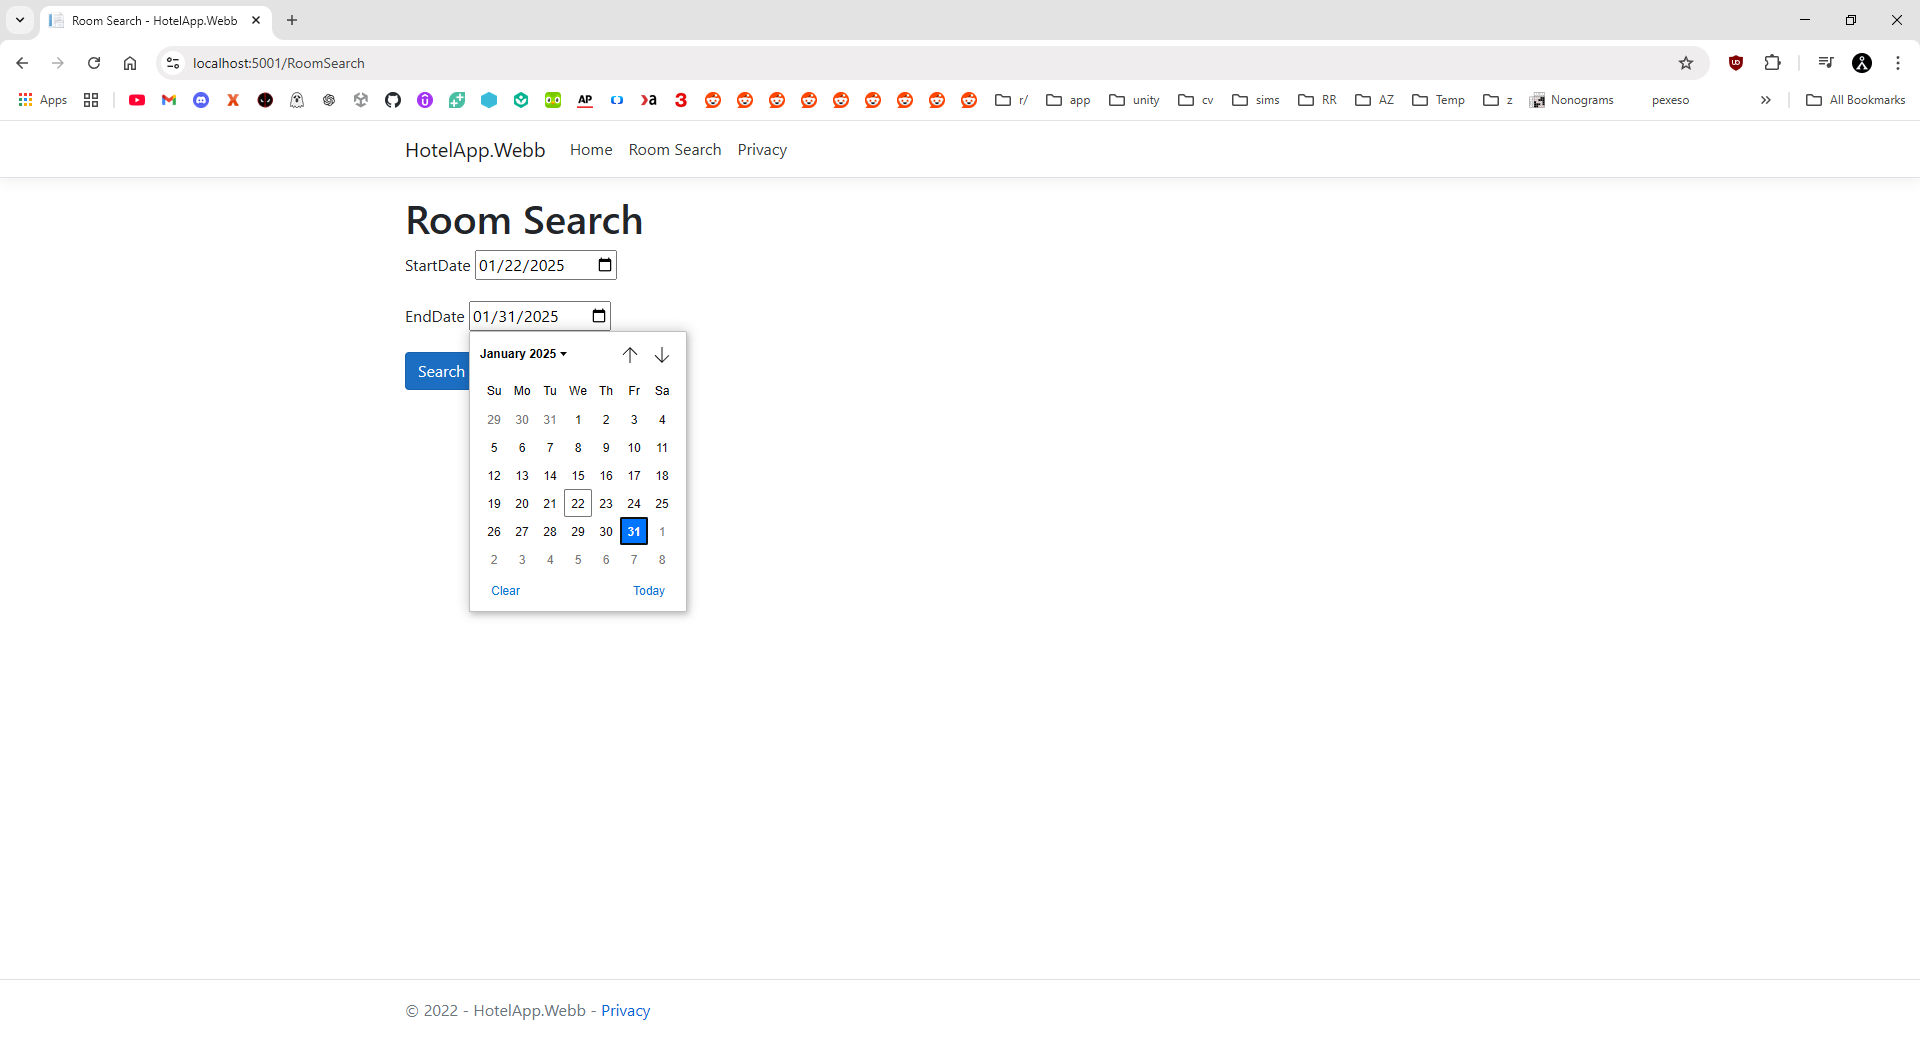 Room Search - HotelApp.Webb
localhost:5001/RoomSearch
Apps r/ app unity cv sims RR AZ Temp z Nonograms pexeso All Bookmarks
HotelApp.Webb Home Room Search Privacy
Room Search
StartDate 01/22/2025
EndDate 01/31/2025
Search
January 2025
Su Mo Tu We Th Fr Sa
29 30 31 1 2 3 4
5 6 7 8 9 10 11
12 13 14 15 16 17 18
19 20 21 22 23 24 25
26 27 28 29 30 31 1
2 3 4 5 6 7 8
Clear Today
© 2022 - HotelApp.Webb - Privacy